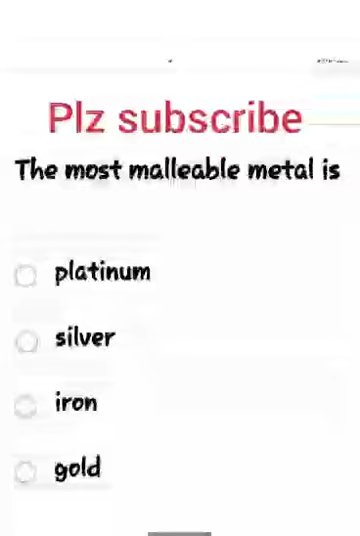 Plz subscribe
The most malleable metal is
platinum
silver
iron
gold